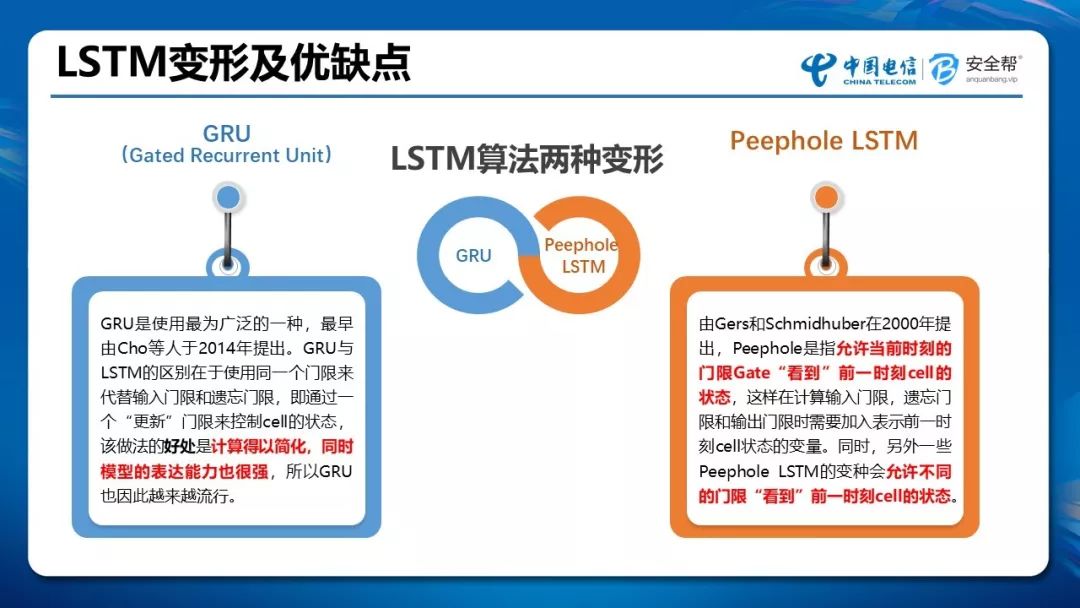 LSTM变形及优缺点
中国电信
CHINA TELECOM
安全帮®
anquanbang.vip
GRU
（Gated Recurrent Unit）
LSTM算法两种变形
Peephole LSTM
GRU
Peephole
LSTM
GRU是使用最为广泛的一种，最早
由Cho等人于2014年提出。GRU与
LSTM的区别在于使用同一个门限来
代替输入门限和遗忘门限，即通过一
个“更新”门限来控制cell的状态，
该做法的好处是计算得以简化，同时
模型的表达能力也很强，所以GRU
也因此越来越流行。
由Gers和Schmidhuber在2000年提
出，Peephole是指允许当前时刻的
门限Gate“看到”前一时刻cell的
状态，这样在计算输入门限，遗忘门
限和输出门限时需要加入表示前一时
刻cell状态的变量。同时，另外一些
Peephole LSTM的变种会允许不同
的门限“看到”前一时刻cell的状态。